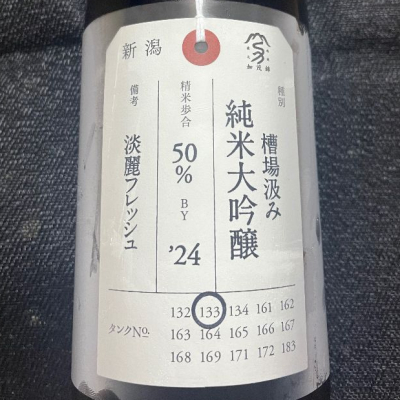 新潟
加茂錦
種別
槽場汲み
純米大吟醸
精米歩合
50%
BY
'24
備考
淡麗フレッシュ
タンクNo.
132 133 134 161 162
163 164 165 166 167
168 169 171 172 183